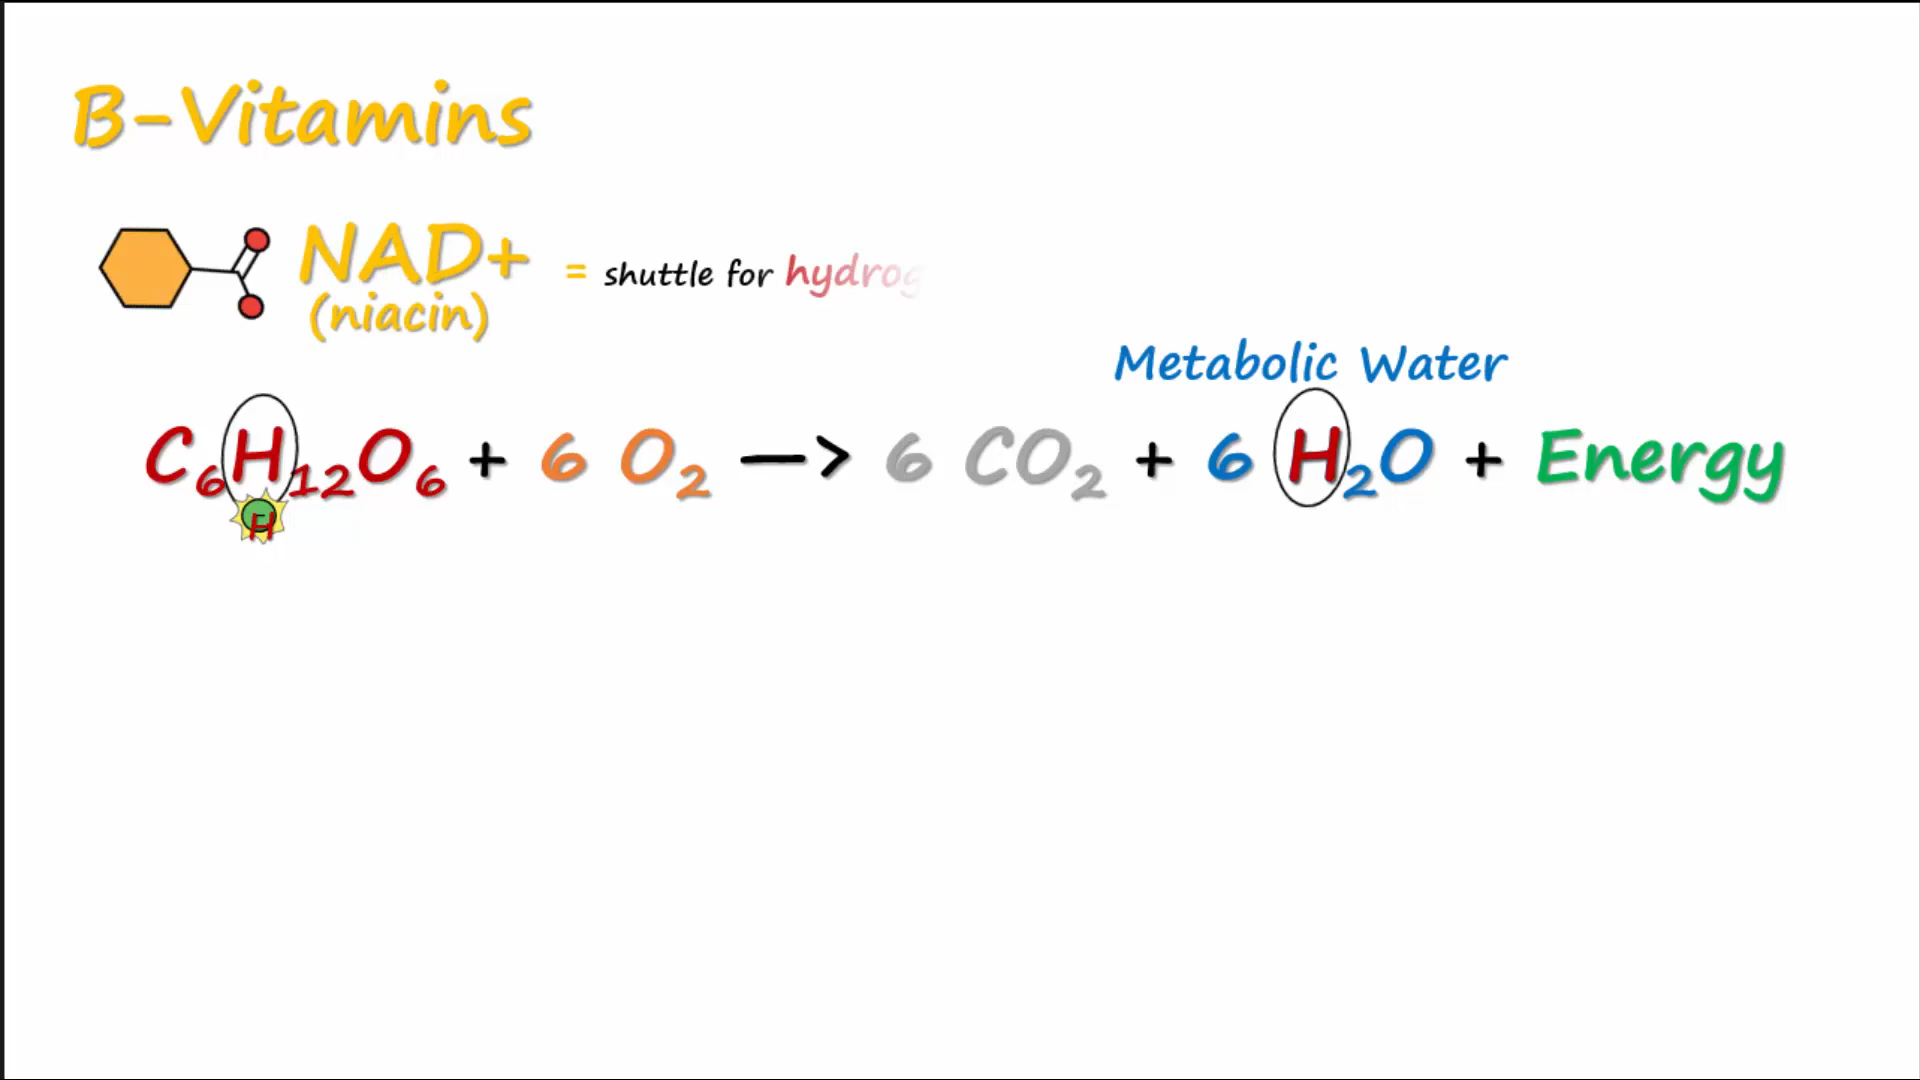 B-Vitamins
NAD+
(niacin)
= shuttle for
Metabolic Water
C₆H₁₂O₆ + 6 O₂ —> 6 CO₂ + 6 H₂O + Energy
H